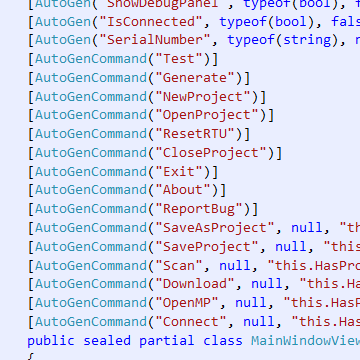 [AutoGen("ShowDebugPanel", typeof(bool), f
[AutoGen("IsConnected", typeof(bool), fals
[AutoGen("SerialNumber", typeof(string), n
[AutoGenCommand("Test")]
[AutoGenCommand("Generate")]
[AutoGenCommand("NewProject")]
[AutoGenCommand("OpenProject")]
[AutoGenCommand("ResetRTU")]
[AutoGenCommand("CloseProject")]
[AutoGenCommand("Exit")]
[AutoGenCommand("About")]
[AutoGenCommand("ReportBug")]
[AutoGenCommand("SaveAsProject", null, "th
[AutoGenCommand("SaveProject", null, "this
[AutoGenCommand("Scan", null, "this.HasPro
[AutoGenCommand("Download", null, "this.Ha
[AutoGenCommand("OpenMP", null, "this.HasP
[AutoGenCommand("Connect", null, "this.Has
public sealed partial class MainWindowView
{